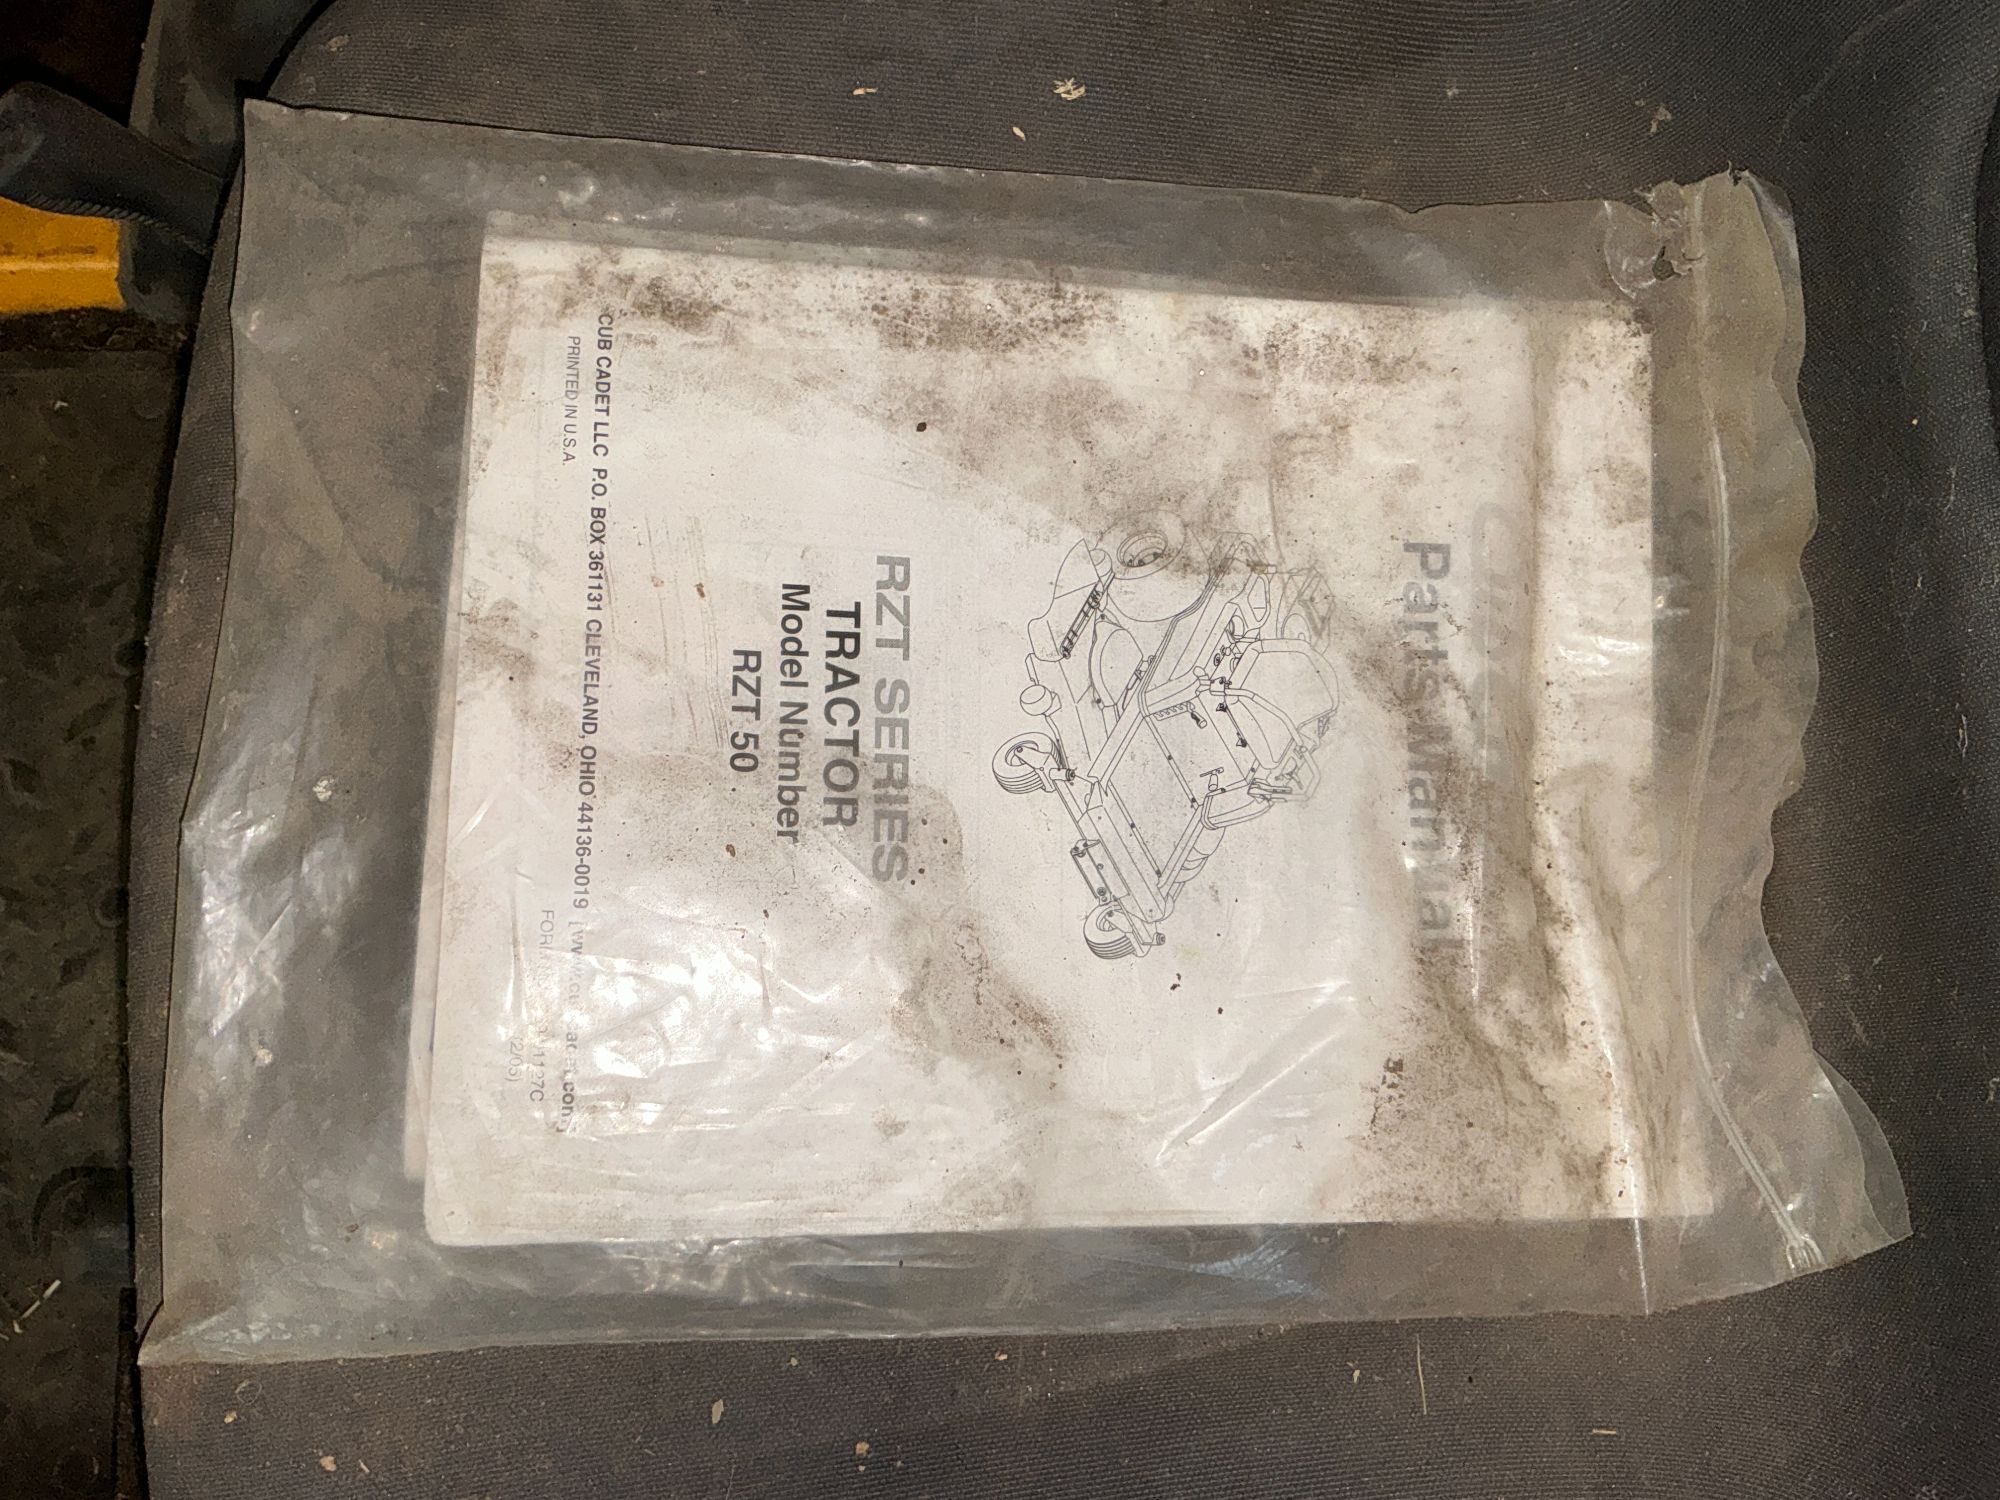 Parts Manual
RZT SERIES
TRACTOR
Model Number
RZT 50
CUB CADET LLC P.O. BOX 361131 CLEVELAND, OHIO 44136-0019
PRINTED IN U.S.A.